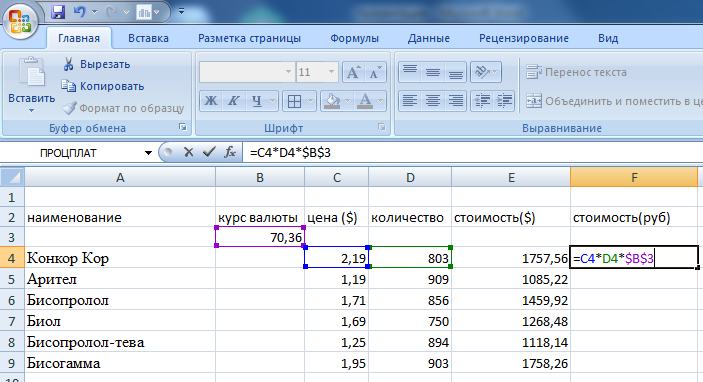 Главная Вставка Разметка страницы Формулы Данные Рецензирование Вид
Вырезать 11 Перенос текста
Копировать
Вставить Формат по образцу Ж К Ч Объединить и поместить в це
Буфер обмена Шрифт Выравнивание
ПРОЦПЛАТ fx =C4*D4*$B$3
A B C D E F
1
2 наименование курс валюты цена ($) количество стоимость($) стоимость(руб)
3 70,36
4 Конкор Кор 2,19 803 1757,56 =C4*D4*$B$3
5 Арител 1,19 909 1085,22
6 Бисопролол 1,71 856 1459,92
7 Биол 1,69 750 1268,48
8 Бисопролол-тева 1,25 894 1118,14
9 Бисогамма 1,95 903 1758,26